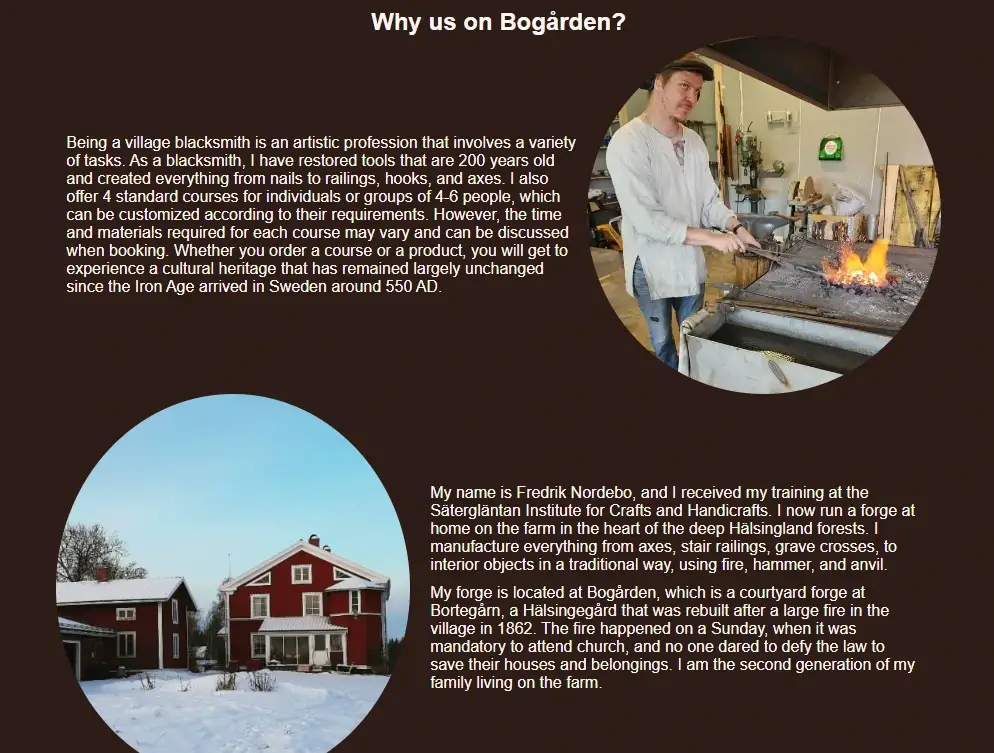 Why us on Bogården?
Being a village blacksmith is an artistic profession that involves a variety
of tasks. As a blacksmith, I have restored tools that are 200 years old
and created everything from nails to railings, hooks, and axes. I also
offer 4 standard courses for individuals or groups of 4-6 people, which
can be customized according to their requirements. However, the time
and materials required for each course may vary and can be discussed
when booking. Whether you order a course or a product, you will get to
experience a cultural heritage that has remained largely unchanged
since the Iron Age arrived in Sweden around 550 AD.
My name is Fredrik Nordebo, and I received my training at the
Sätergläntan Institute for Crafts and Handicrafts. I now run a forge at
home on the farm in the heart of the deep Hälsingland forests. I
manufacture everything from axes, stair railings, grave crosses, to
interior objects in a traditional way, using fire, hammer, and anvil.
My forge is located at Bogården, which is a courtyard forge at
Bortegårn, a Hälsingegård that was rebuilt after a large fire in the
village in 1862. The fire happened on a Sunday, when it was
mandatory to attend church, and no one dared to defy the law to
save their houses and belongings. I am the second generation of my
family living on the farm.